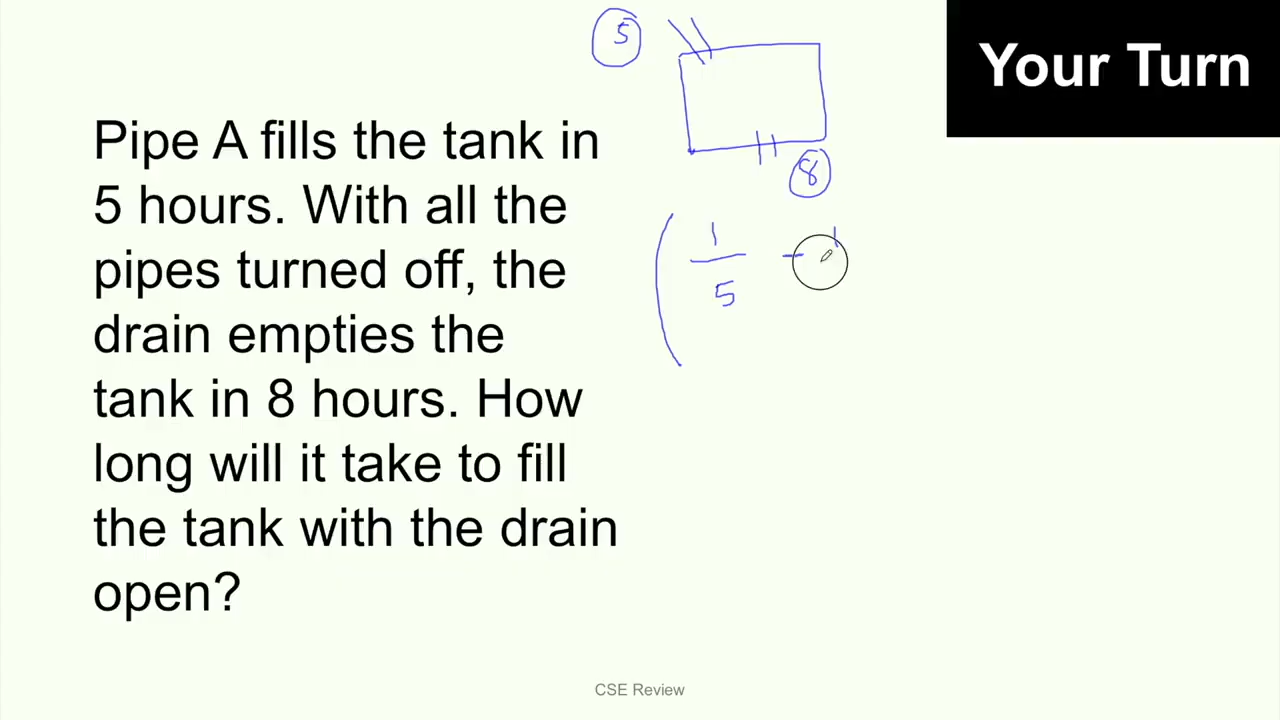 Your Turn
Pipe A fills the tank in
5 hours. With all the
pipes turned off, the
drain empties the
tank in 8 hours. How
long will it take to fill
the tank with the drain
open?
5
8
( 1/5 - 1
CSE Review